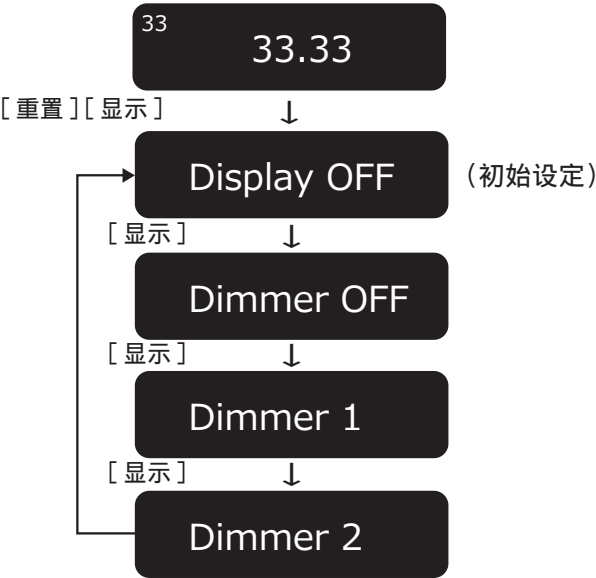 33
33.33
[重置][显示]
Display OFF
(初始设定)
[显示]
Dimmer OFF
[显示]
Dimmer 1
[显示]
Dimmer 2